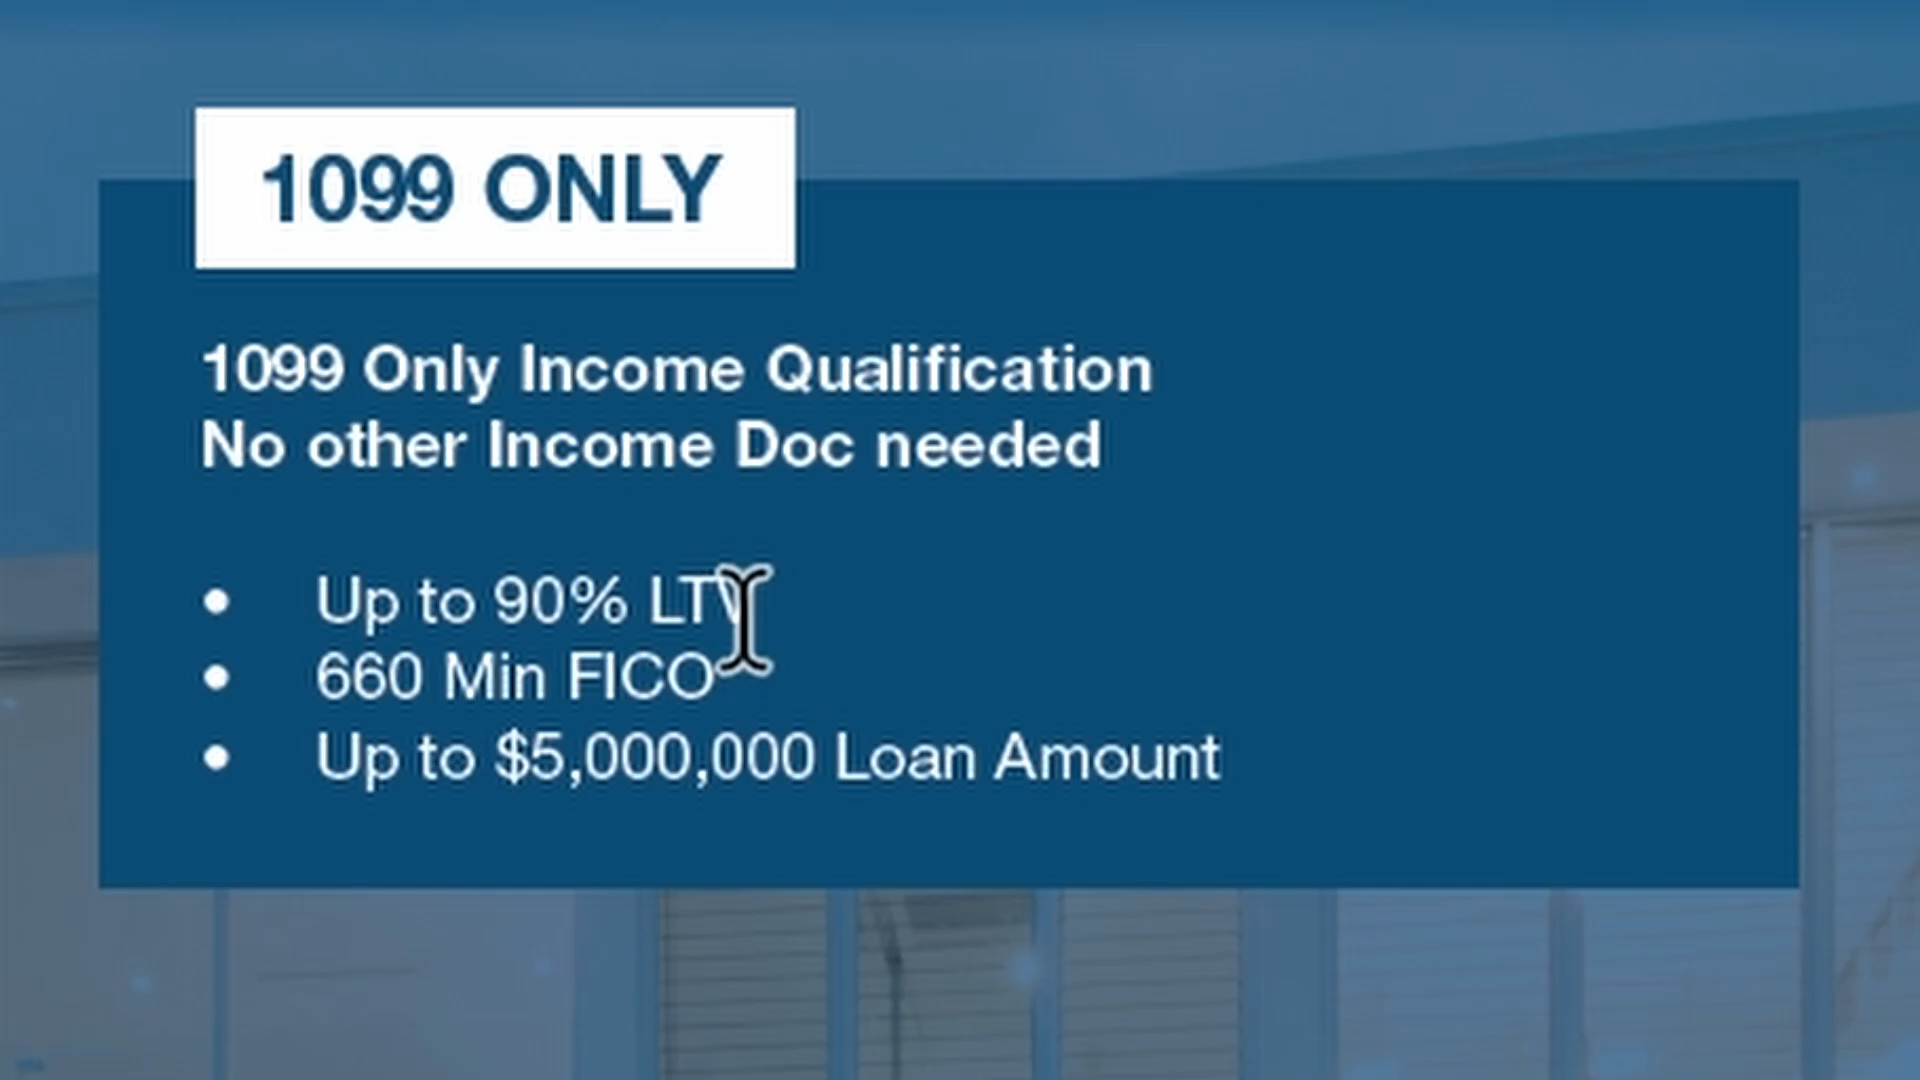 1099 ONLY
1099 Only Income Qualification
No other Income Doc needed
• Up to 90% LTV
• 660 Min FICO
• Up to $5,000,000 Loan Amount